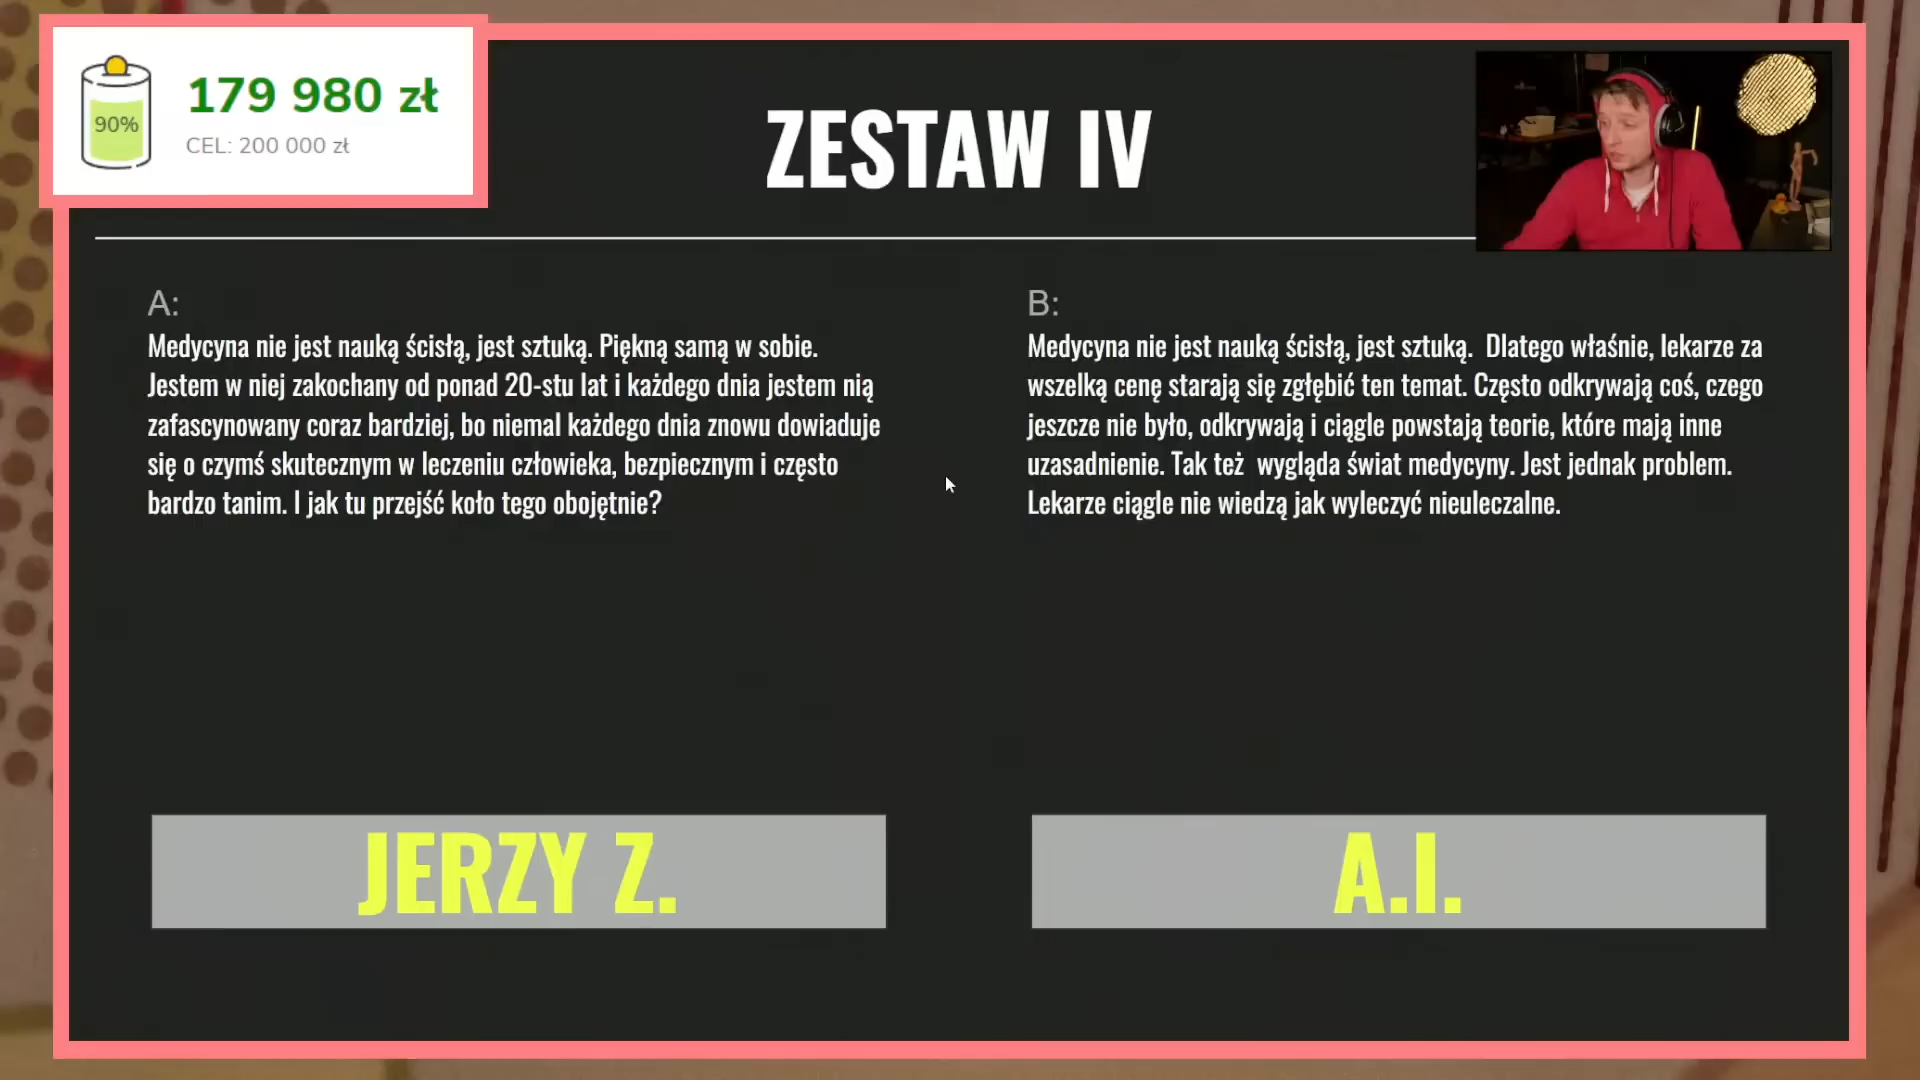 179 980 zł
90%
CEL: 200 000 zł
ZESTAW IV
A:
Medycyna nie jest nauką ścisłą, jest sztuką. Piękną samą w sobie.
Jestem w niej zakochany od ponad 20-stu lat i każdego dnia jestem nią
zafascynowany coraz bardziej, bo niemal każdego dnia znowu dowiaduje
się o czymś skutecznym w leczeniu człowieka, bezpiecznym i często
bardzo tanim. I jak tu przejść koło tego obojętnie?
B:
Medycyna nie jest nauką ścisłą, jest sztuką. Dlatego właśnie, lekarze za
wszelką cenę starają się zgłębić ten temat. Często odkrywają coś, czego
jeszcze nie było, odkrywają i ciągle powstają teorie, które mają inne
uzasadnienie. Tak też wygląda świat medycyny. Jest jednak problem.
Lekarze ciągle nie wiedzą jak wyleczyć nieuleczalne.
JERZY Z.
A.I.